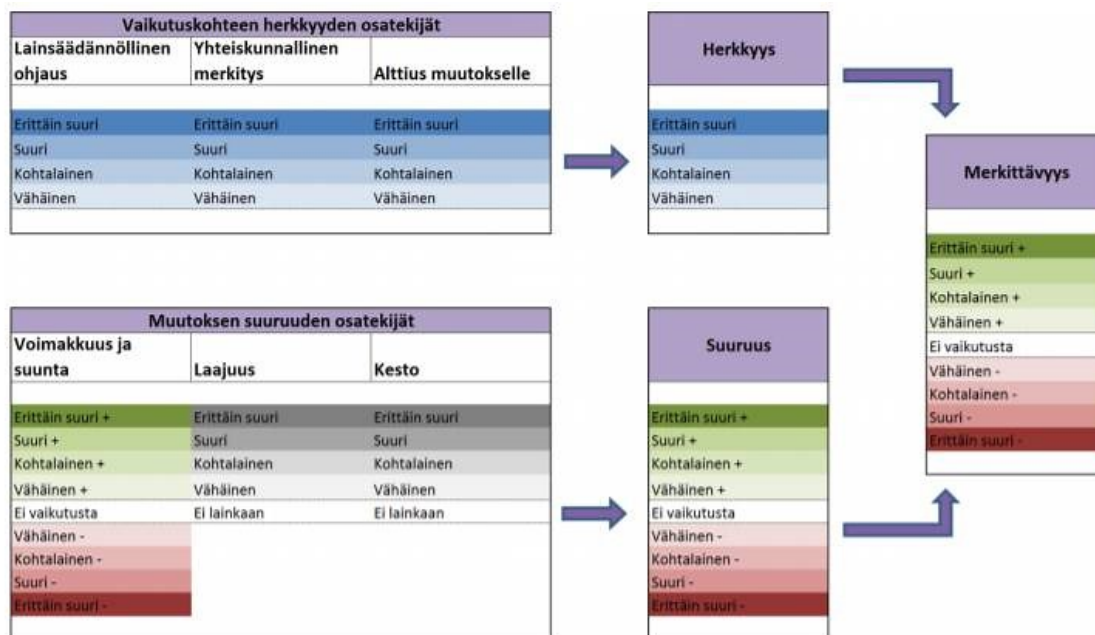 Vaikutuskohteen herkkyyden osatekijät
Lainsäädännöllinen ohjaus Yhteiskunnallinen merkitys Alttius muutokselle
Erittäin suuri Erittäin suuri Erittäin suuri
Suuri Suuri Suuri
Kohtalainen Kohtalainen Kohtalainen
Vähäinen Vähäinen Vähäinen
Herkkyys
Erittäin suuri
Suuri
Kohtalainen
Vähäinen
Muutoksen suuruuden osatekijät
Voimakkuus ja suunta Laajuus Kesto
Erittäin suuri + Erittäin suuri Erittäin suuri
Suuri + Suuri Suuri
Kohtalainen + Kohtalainen Kohtalainen
Vähäinen + Vähäinen Vähäinen
Ei vaikutusta Ei lainkaan Ei lainkaan
Vähäinen -
Kohtalainen -
Suuri -
Erittäin suuri -
Suuruus
Erittäin suuri +
Suuri +
Kohtalainen +
Vähäinen +
Ei vaikutusta
Vähäinen -
Kohtalainen -
Suuri -
Erittäin suuri -
Merkittävyys
Erittäin suuri +
Suuri +
Kohtalainen +
Vähäinen +
Ei vaikutusta
Vähäinen -
Kohtalainen -
Suuri -
Erittäin suuri -